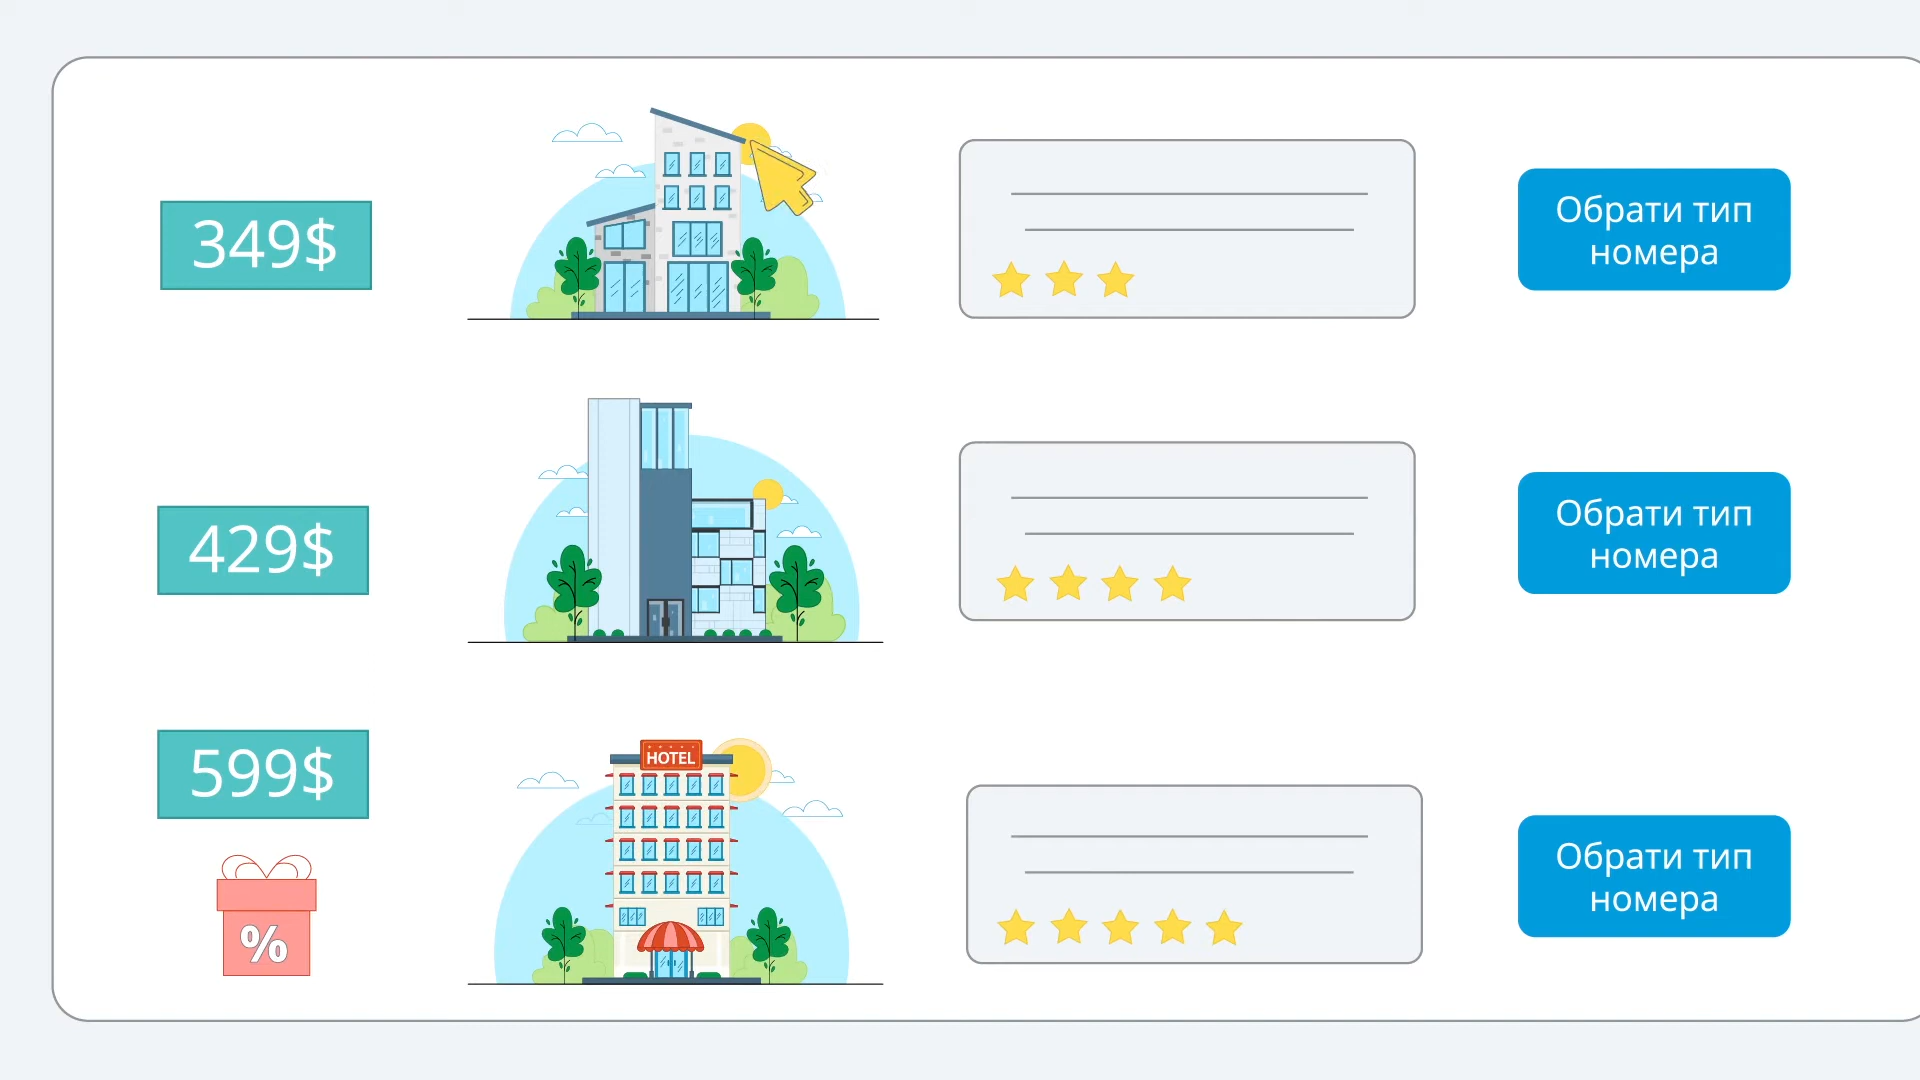 349$
Обрати тип
номера
429$
Обрати тип
номера
599$
HOTEL
%
Обрати тип
номера